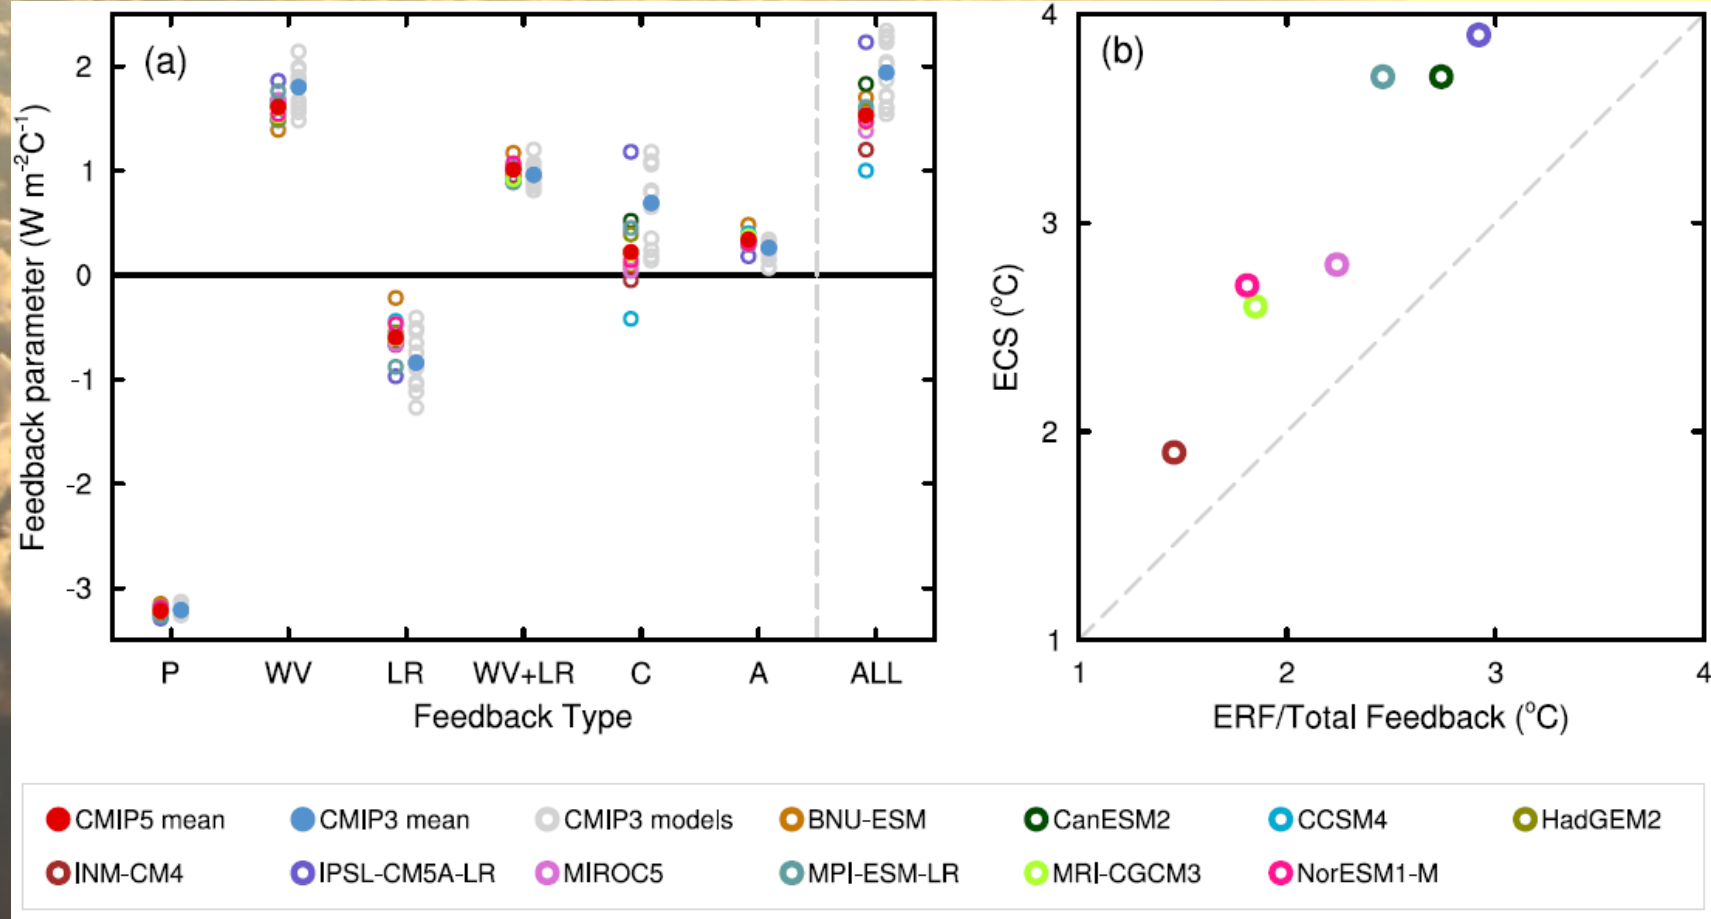 (a)
2
1
0
-1
-2
-3
Feedback parameter (W m⁻²C⁻¹)
P WV LR WV+LR C A ALL
Feedback Type
(b)
4
3
2
1
ECS (°C)
1 2 3 4
ERF/Total Feedback (°C)
CMIP5 mean CMIP3 mean CMIP3 models BNU-ESM CanESM2 CCSM4 HadGEM2
INM-CM4 IPSL-CM5A-LR MIROC5 MPI-ESM-LR MRI-CGCM3 NorESM1-M